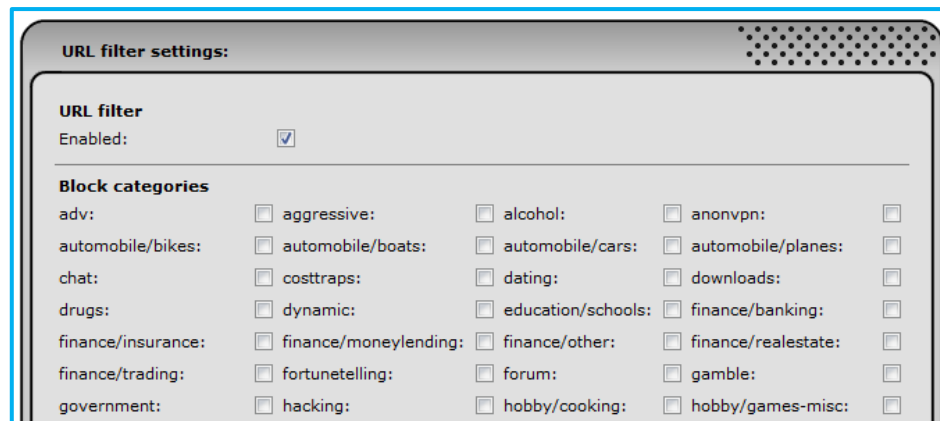 URL filter settings:
URL filter
Enabled:
Block categories
adv: aggressive: alcohol: anonvpn:
automobile/bikes: automobile/boats: automobile/cars: automobile/planes:
chat: costtraps: dating: downloads:
drugs: dynamic: education/schools: finance/banking:
finance/insurance: finance/moneylending: finance/other: finance/realestate:
finance/trading: fortunetelling: forum: gamble:
government: hacking: hobby/cooking: hobby/games-misc: